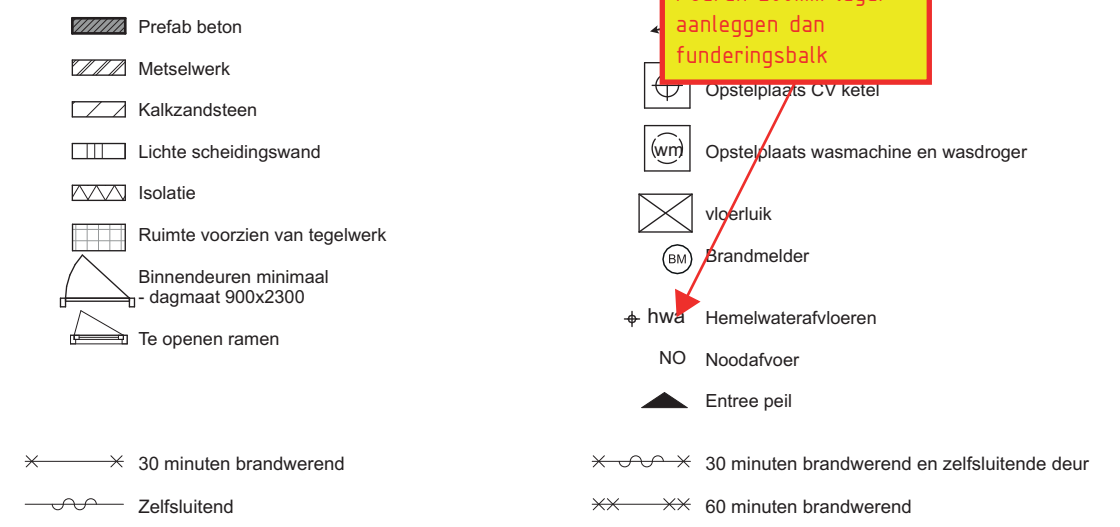 Prefab beton
Metselwerk
Kalkzandsteen
Lichte scheidingswand
Isolatie
Ruimte voorzien van tegelwerk
Binnendeuren minimaal
- dagmaat 900x2300
Te openen ramen
30 minuten brandwerend
Zelfsluitend
aanleggen dan
funderingsbalk
Opstelplaats CV ketel
wm Opstelplaats wasmachine en wasdroger
vloerluik
BM Brandmelder
hwa Hemelwaterafvloeren
NO Noodafvoer
Entree peil
30 minuten brandwerend en zelfsluitende deur
60 minuten brandwerend